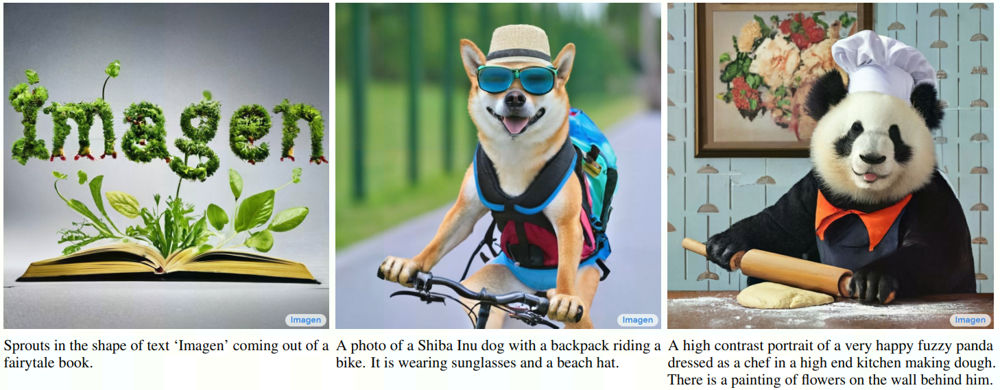 Imagen
Imagen
Sprouts in the shape of text ‘Imagen’ coming out of a
fairytale book.
Imagen
A photo of a Shiba Inu dog with a backpack riding a
bike. It is wearing sunglasses and a beach hat.
Imagen
A high contrast portrait of a very happy fuzzy panda
dressed as a chef in a high end kitchen making dough.
There is a painting of flowers on the wall behind him.